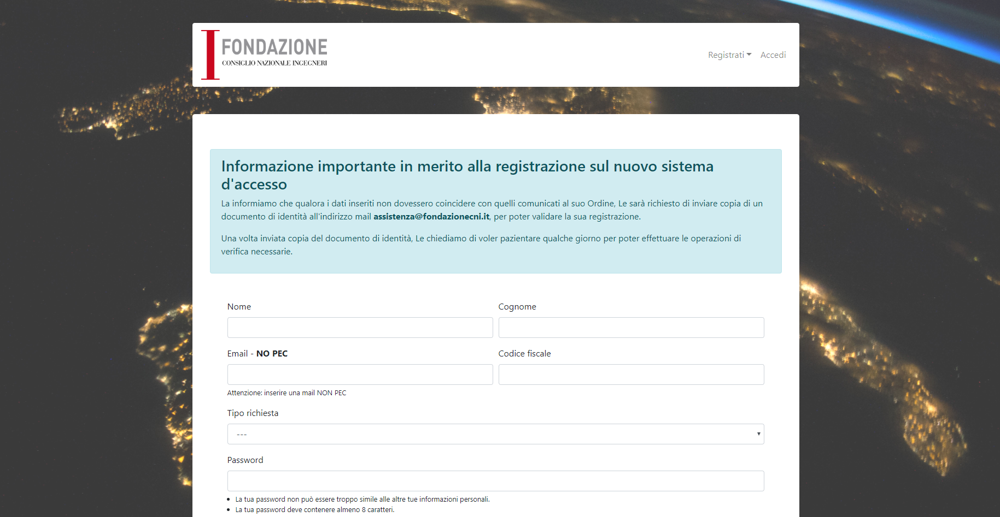 FONDAZIONE
CONSIGLIO NAZIONALE INGEGNERI
Registrati
Accedi
Informazione importante in merito alla registrazione sul nuovo sistema
d'accesso
La informiamo che qualora i dati inseriti non dovessero coincidere con quelli comunicati al suo Ordine, Le sarà richiesto di inviare copia di un
documento di identità all'indirizzo mail assistenza@fondazionecni.it, per poter validare la sua registrazione.
Una volta inviata copia del documento di identità, Le chiediamo di voler pazientare qualche giorno per poter effettuare le operazioni di
verifica necessarie.
Nome
Cognome
Email - NO PEC
Codice fiscale
Attenzione: inserire una mail NON PEC
Tipo richiesta
---
Password
La tua password non può essere troppo simile alle altre tue informazioni personali.
La tua password deve contenere almeno 8 caratteri.